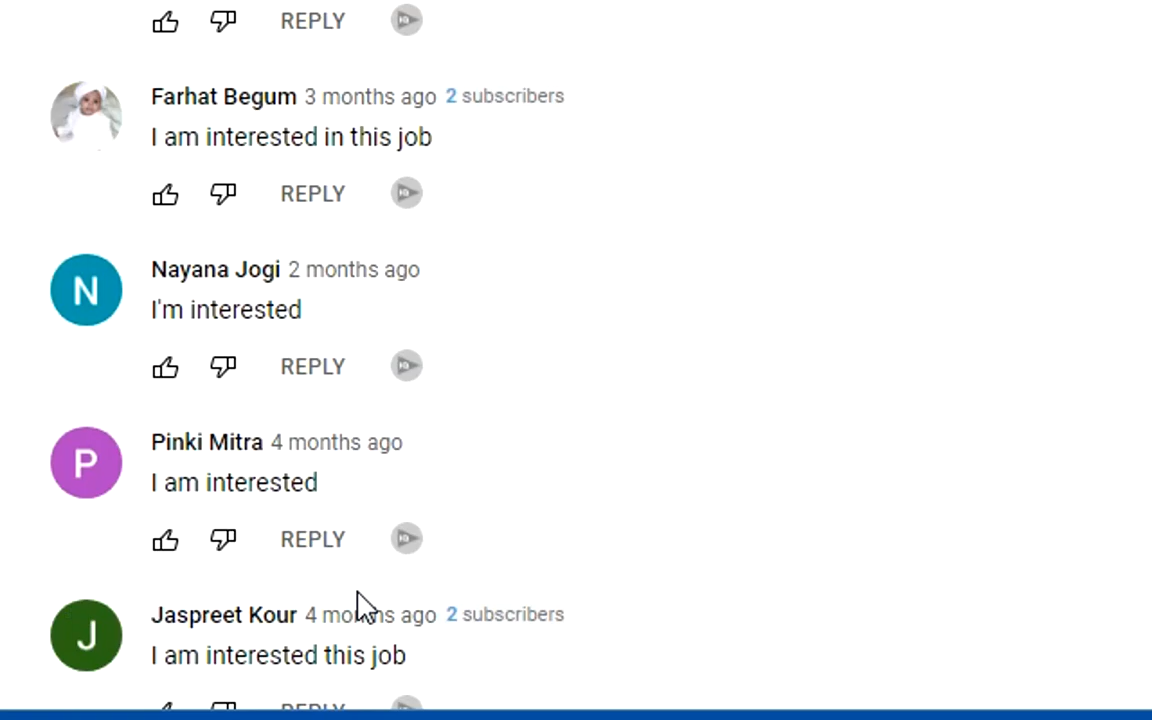 REPLY
Farhat Begum 3 months ago 2 subscribers
I am interested in this job
REPLY
Nayana Jogi 2 months ago
N
I'm interested
REPLY
Pinki Mitra 4 months ago
P
I am interested
REPLY
Jaspreet Kour 4 months ago 2 subscribers
J
I am interested this job
REPLY